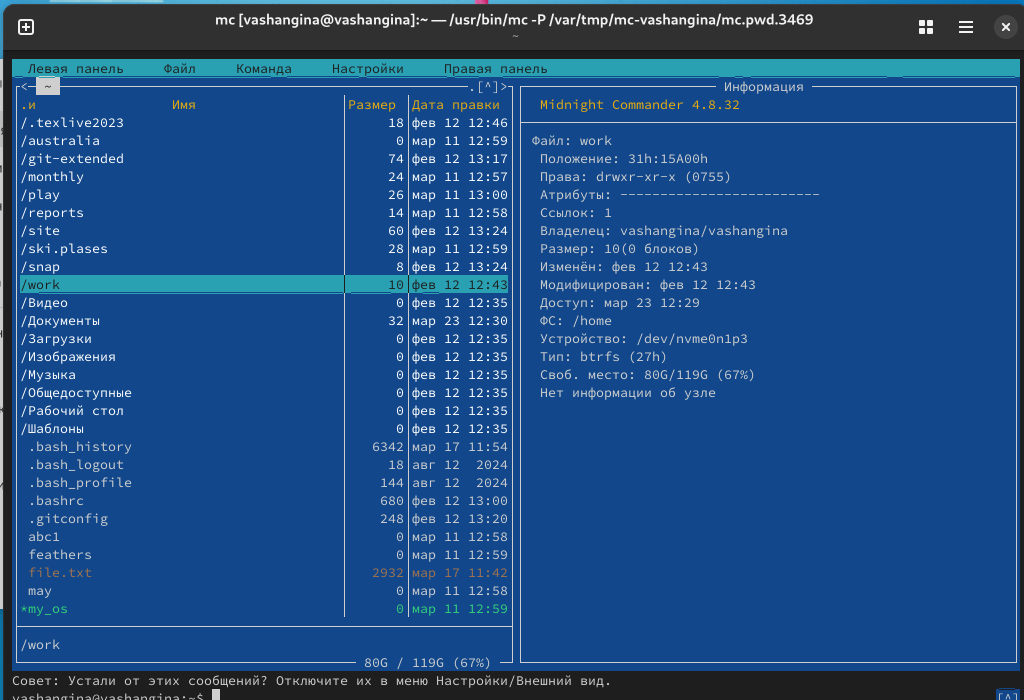 mc [vashangina@vashangina]:~ — /usr/bin/mc -P /var/tmp/mc-vashangina/mc.pwd.3469
~
Левая панель Файл Команда Настройки Правая панель
<─ ~ .[^]>
.и Имя Размер Дата правки
/.texlive2023 18 фев 12 12:46
/australia 0 мар 11 12:59
/git-extended 74 фев 12 13:17
/monthly 24 мар 11 12:57
/play 26 мар 11 13:00
/reports 14 мар 11 12:58
/site 60 фев 12 13:24
/ski.plases 28 мар 11 12:59
/snap 8 фев 12 13:24
/work 10 фев 12 12:43
/Видео 0 фев 12 12:35
/Документы 32 мар 23 12:30
/Загрузки 0 фев 12 12:35
/Изображения 0 фев 12 12:35
/Музыка 0 фев 12 12:35
/Общедоступные 0 фев 12 12:35
/Рабочий стол 0 фев 12 12:35
/Шаблоны 0 фев 12 12:35
.bash_history 6342 мар 17 11:54
.bash_logout 18 авг 12 2024
.bash_profile 144 авг 12 2024
.bashrc 680 фев 12 13:00
.gitconfig 248 фев 12 13:20
abc1 0 мар 11 12:58
feathers 0 мар 11 12:59
file.txt 2932 мар 17 11:42
may 0 мар 11 12:58
*my_os 0 мар 11 12:59
/work
80G / 119G (67%)
Информация
Midnight Commander 4.8.32
Файл: work
Положение: 31h:15A00h
Права: drwxr-xr-x (0755)
Атрибуты: -------------------------
Ссылок: 1
Владелец: vashangina/vashangina
Размер: 10(0 блоков)
Изменён: фев 12 12:43
Модифицирован: фев 12 12:43
Доступ: мар 23 12:29
ФС: /home
Устройство: /dev/nvme0n1p3
Тип: btrfs (27h)
Своб. место: 80G/119G (67%)
Нет информации об узле
Совет: Устали от этих сообщений? Отключите их в меню Настройки/Внешний вид.
vashangina@vashangina:~$ [^]